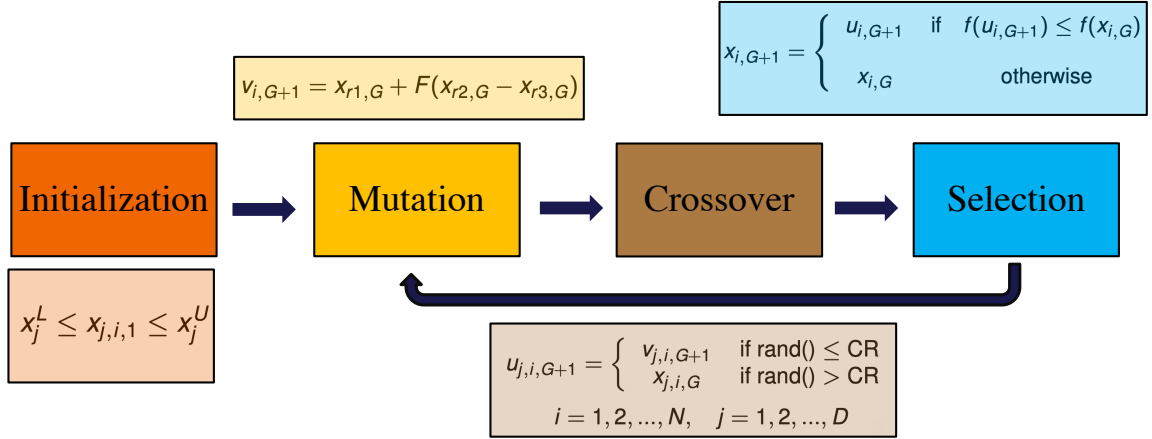 x_{i,G+1} = { u_{i,G+1} if f(u_{i,G+1}) ≤ f(x_{i,G})
x_{i,G} otherwise
v_{i,G+1} = x_{r1,G} + F(x_{r2,G} − x_{r3,G})
Initialization
Mutation
Crossover
Selection
x_j^L ≤ x_{j,i,1} ≤ x_j^U
u_{j,i,G+1} = { v_{j,i,G+1} if rand() ≤ CR
x_{j,i,G} if rand() > CR
i = 1, 2, ..., N, j = 1, 2, ..., D